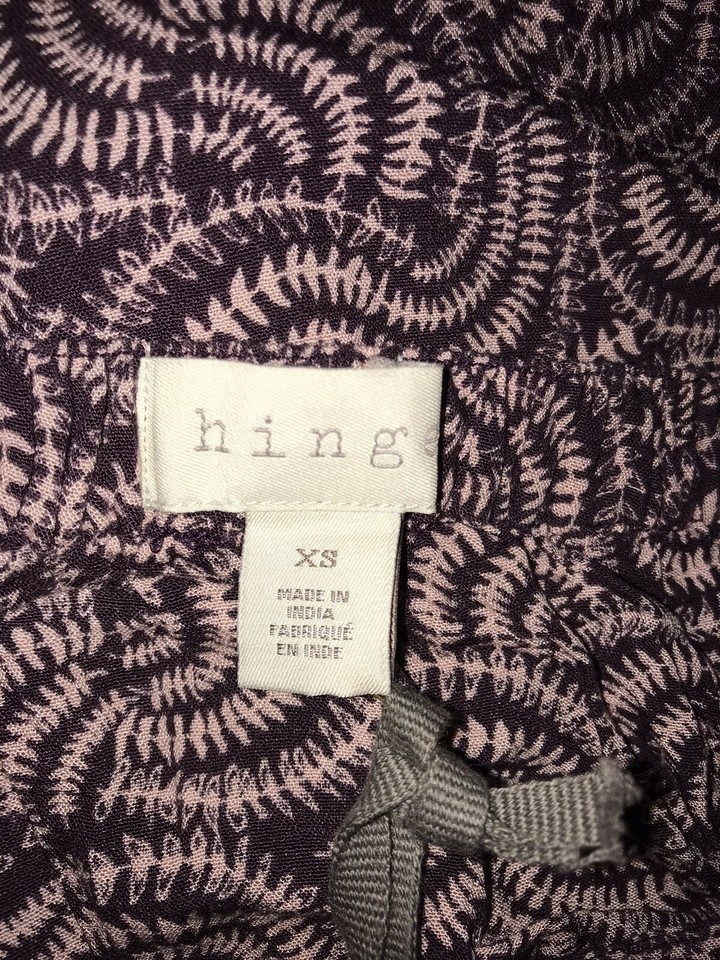 hinge
XS
MADE IN
INDIA
FABRIQUÉ
EN INDE